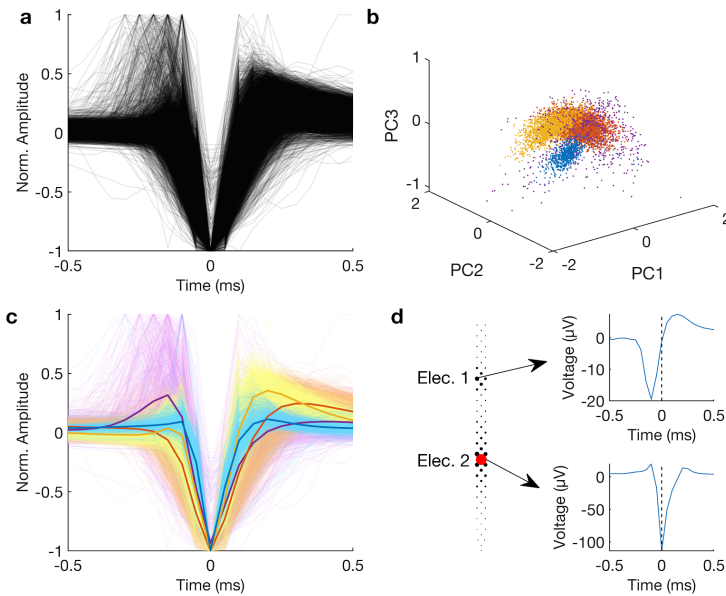 a
1
0.5
0
-0.5
-1
Norm. Amplitude
-0.5
0
0.5
Time (ms)
b
1
0
-1
PC3
2
0
-2
PC2
-2
0
2
PC1
c
1
0.5
0
-0.5
-1
Norm. Amplitude
-0.5
0
0.5
Time (ms)
d
Elec. 1
Elec. 2
0
-10
-20
Voltage (µV)
-0.5
0
0.5
Time (ms)
0
-50
-100
Voltage (µV)
-0.5
0
0.5
Time (ms)